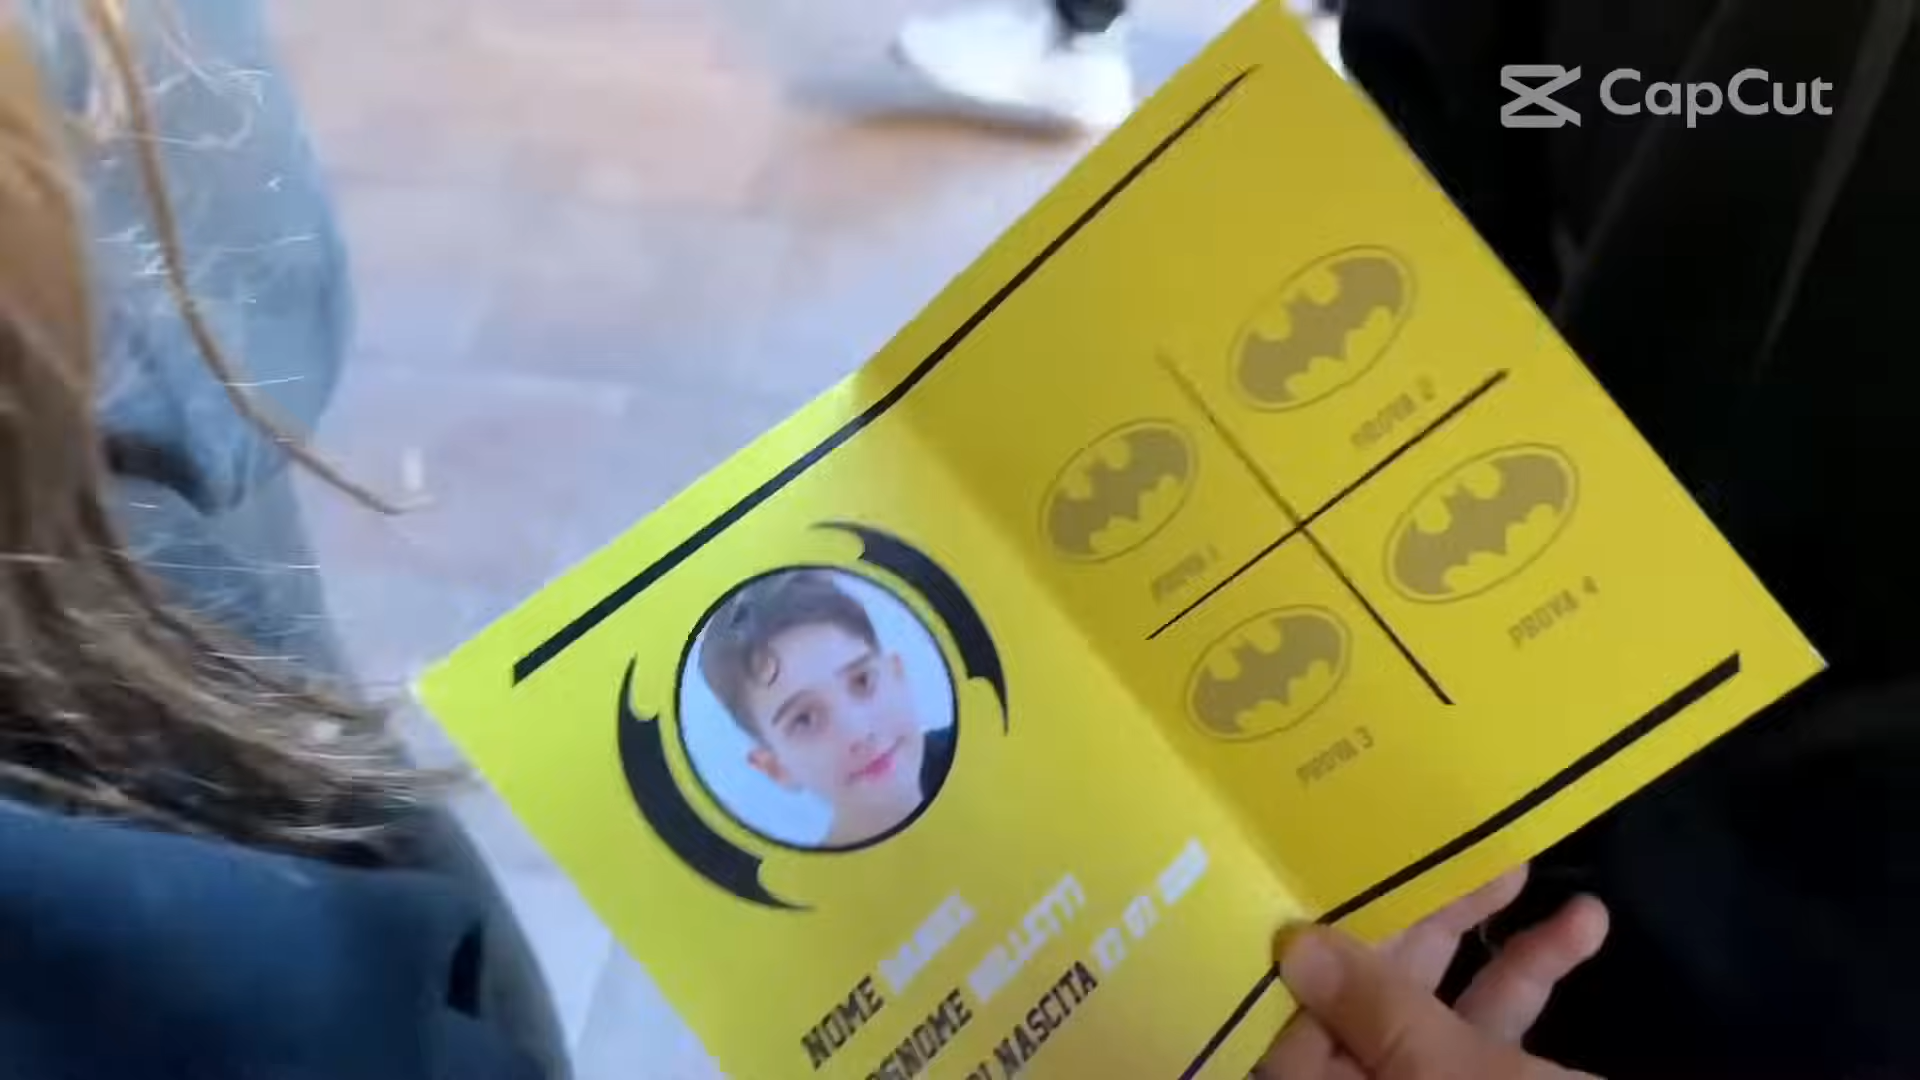 CapCut
PROVA 2
PROVA 1
PROVA 4
PROVA 3
NOME
COGNOME
DI NASCITA